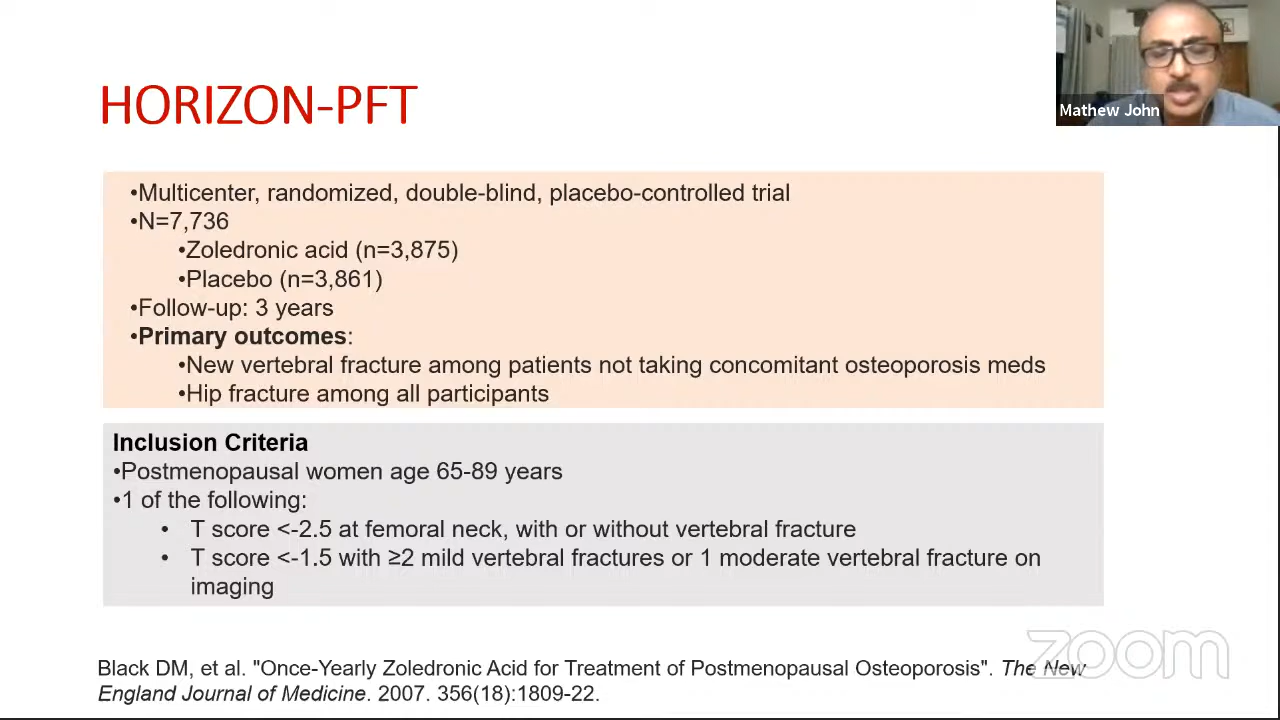 HORIZON-PFT
Mathew John
•Multicenter, randomized, double-blind, placebo-controlled trial
•N=7,736
•Zoledronic acid (n=3,875)
•Placebo (n=3,861)
•Follow-up: 3 years
•Primary outcomes:
•New vertebral fracture among patients not taking concomitant osteoporosis meds
•Hip fracture among all participants
Inclusion Criteria
•Postmenopausal women age 65-89 years
•1 of the following:
• T score <-2.5 at femoral neck, with or without vertebral fracture
• T score <-1.5 with ≥2 mild vertebral fractures or 1 moderate vertebral fracture on
imaging
zoom
Black DM, et al. "Once-Yearly Zoledronic Acid for Treatment of Postmenopausal Osteoporosis". The New
England Journal of Medicine. 2007. 356(18):1809-22.